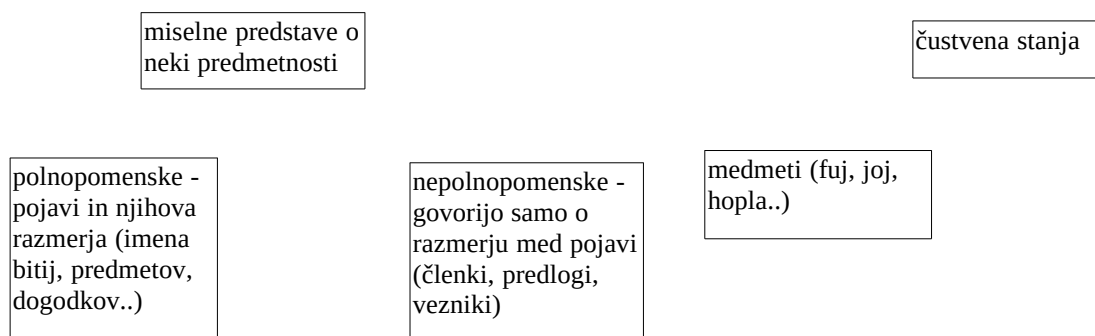 miselne predstave o
neki predmetnosti
čustvena stanja
polnopomenske -
pojavi in njihova
razmerja (imena
bitij, predmetov,
dogodkov..)
nepolnopomenske -
govorijo samo o
razmerju med pojavi
(členki, predlogi,
vezniki)
medmeti (fuj, joj,
hopla..)